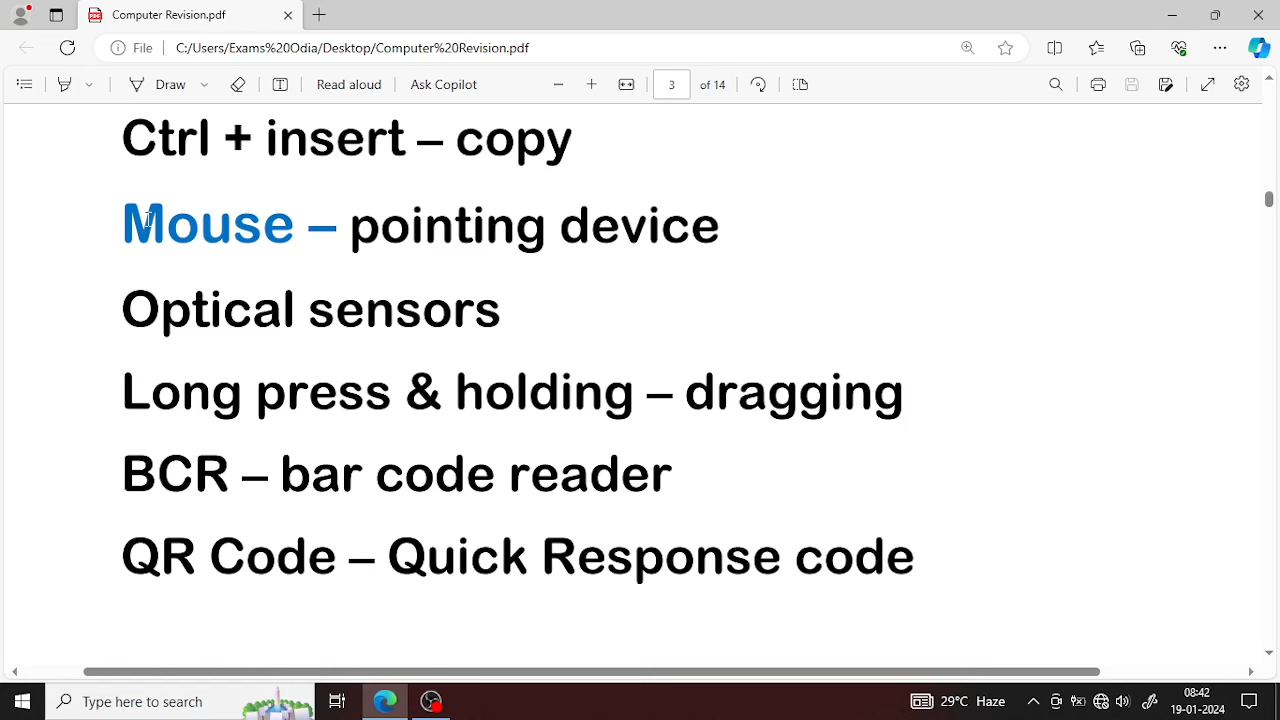 Computer Revision.pdf
File
C:/Users/Exams%20Odia/Desktop/Computer%20Revision.pdf
Draw
Read aloud
Ask Copilot
3 of 14
Ctrl + insert – copy
Mouse – pointing device
Optical sensors
Long press & holding – dragging
BCR – bar code reader
QR Code – Quick Response code
Type here to search
29°C Haze
08:42
19-01-2024